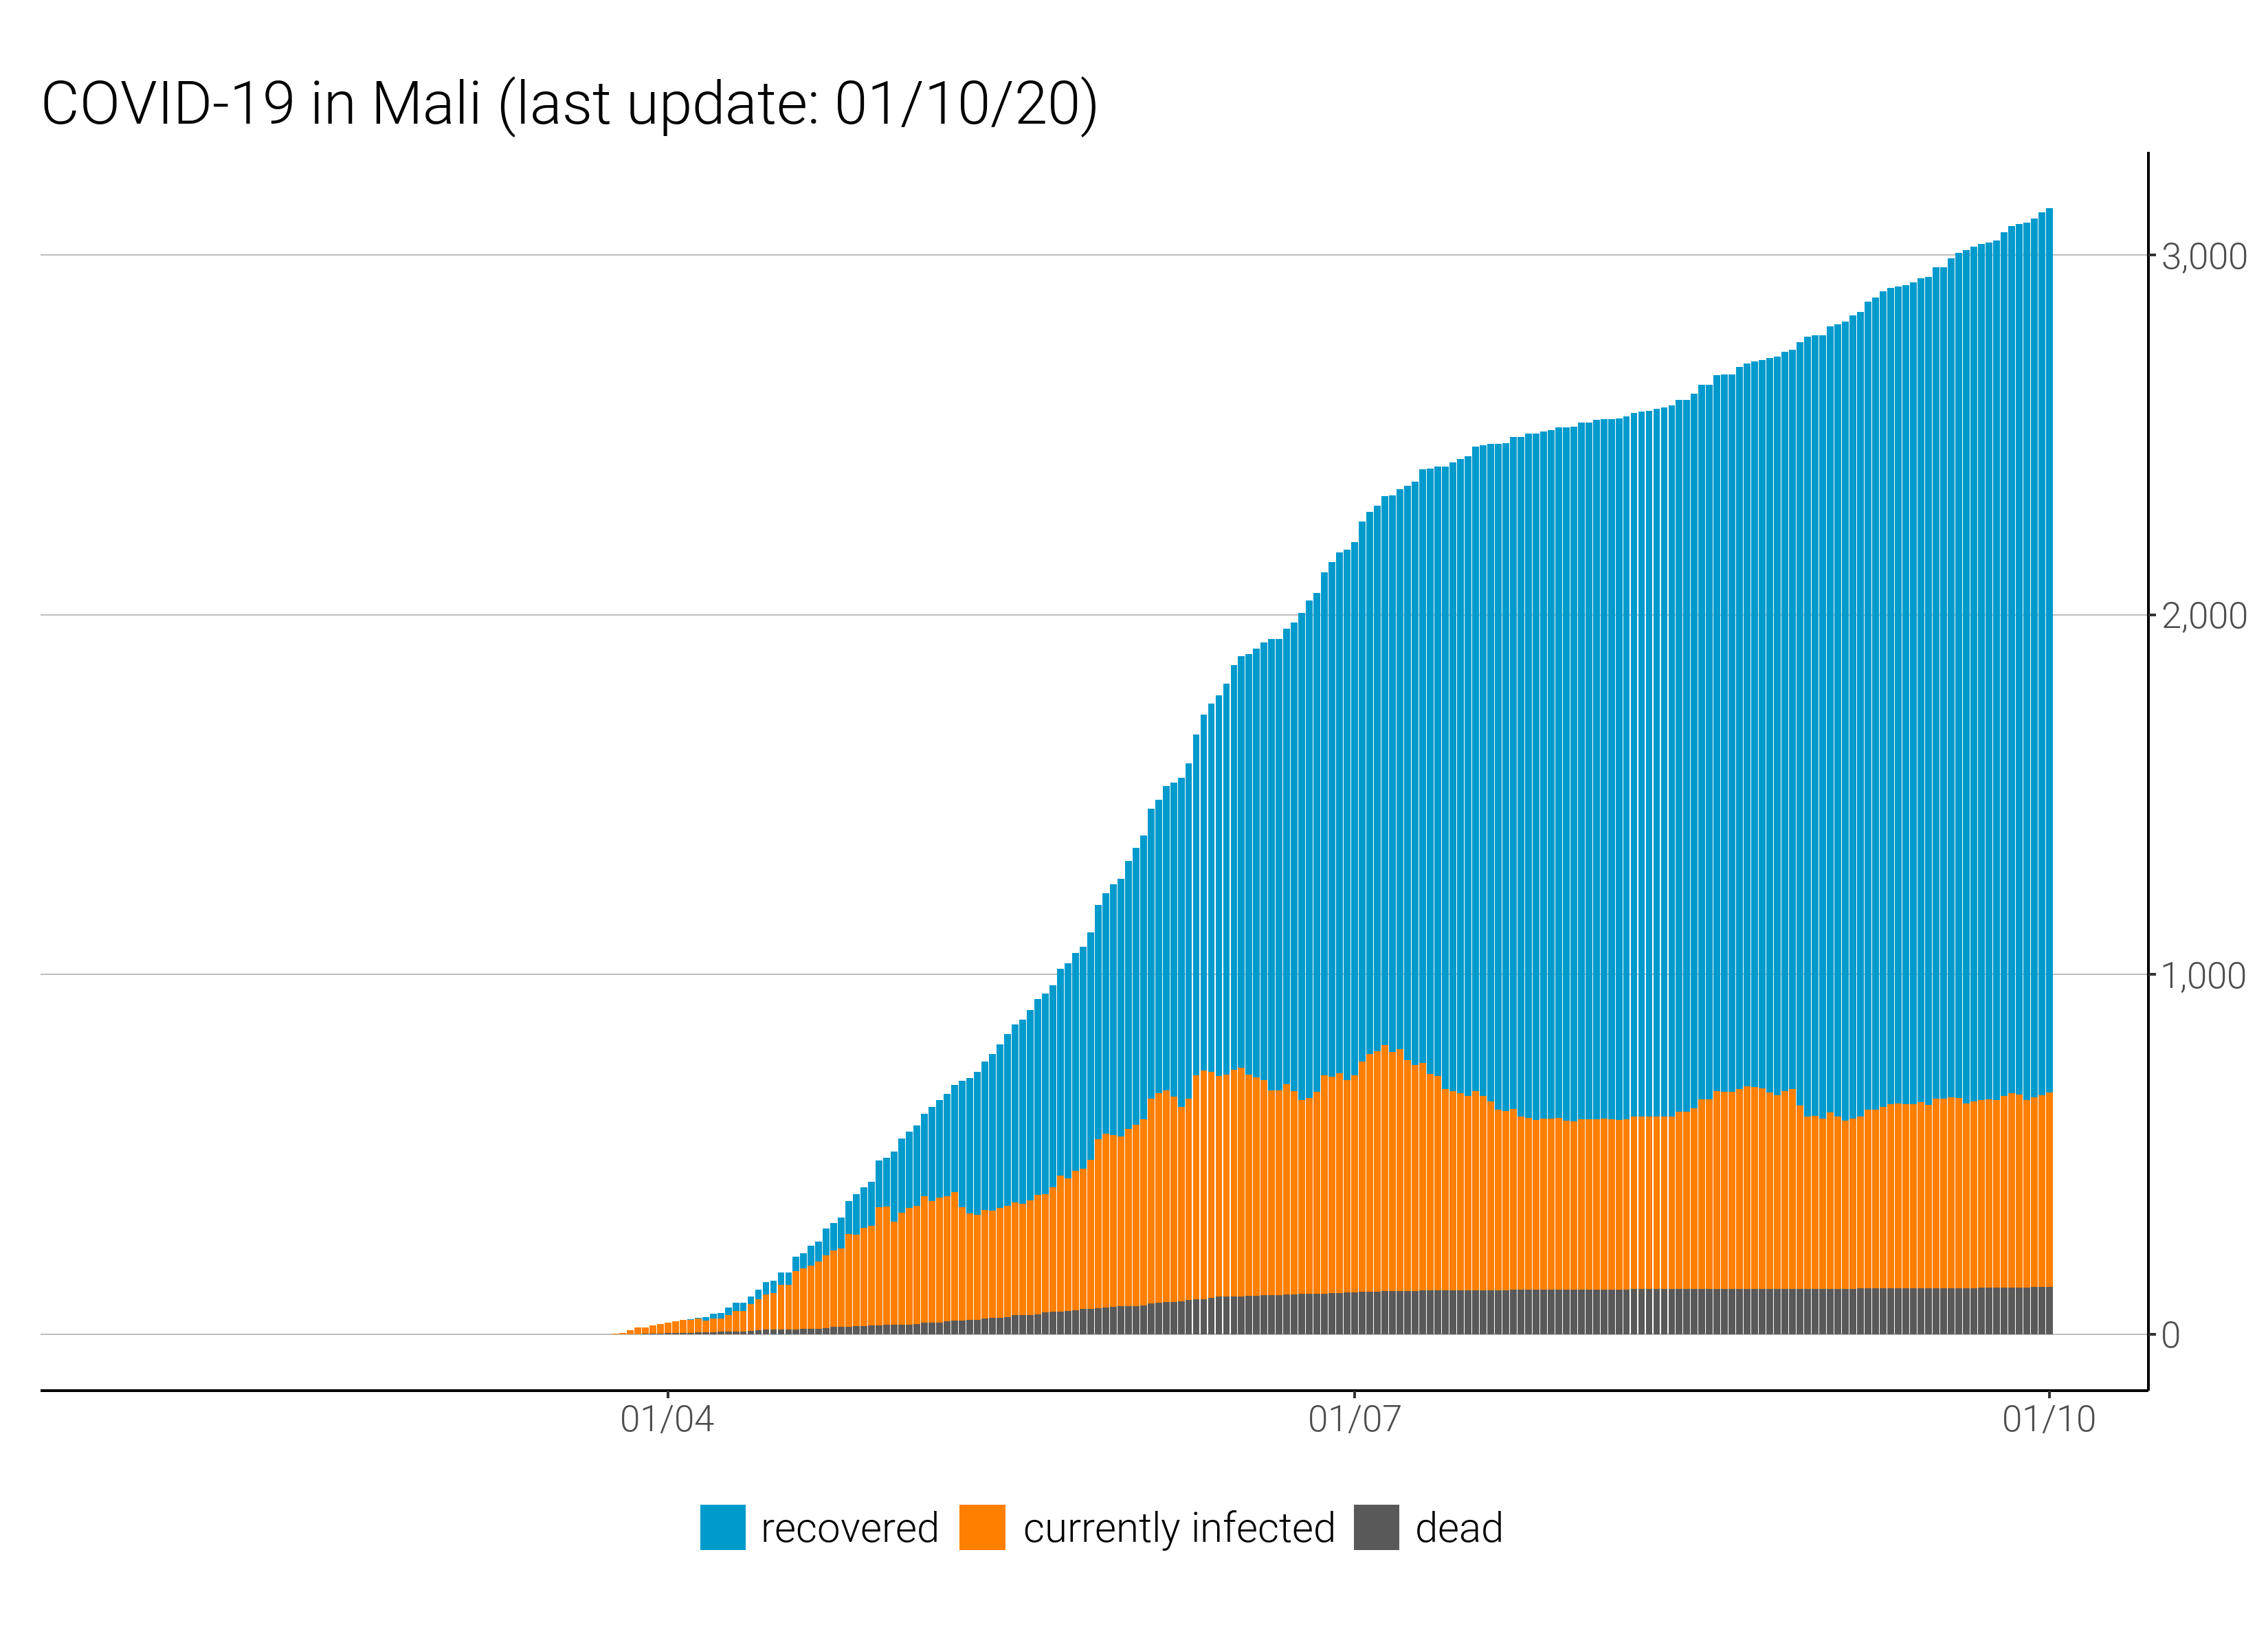 COVID-19 in Mali (last update: 01/10/20)
3,000
2,000
1,000
0
01/04 01/07 01/10
recovered currently infected dead